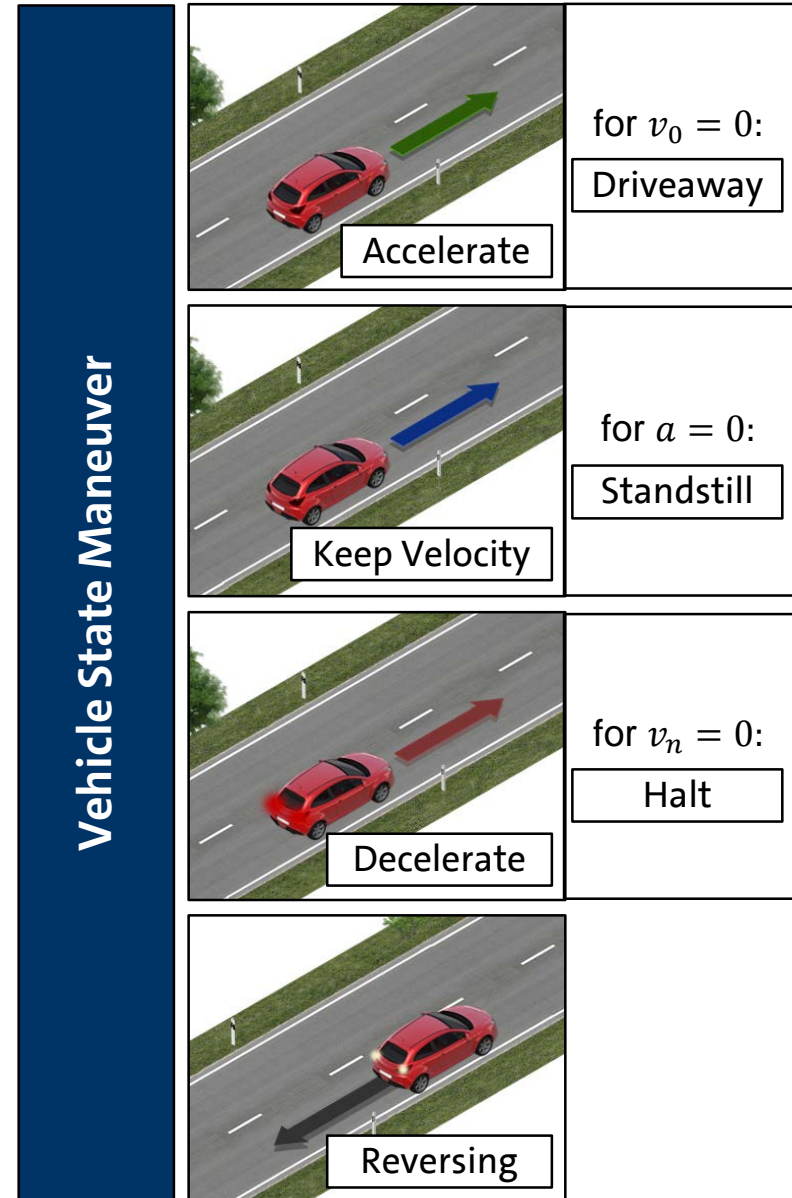 Vehicle State Maneuver
Accelerate
for v₀ = 0:
Driveaway
Keep Velocity
for a = 0:
Standstill
Decelerate
for vₙ = 0:
Halt
Reversing